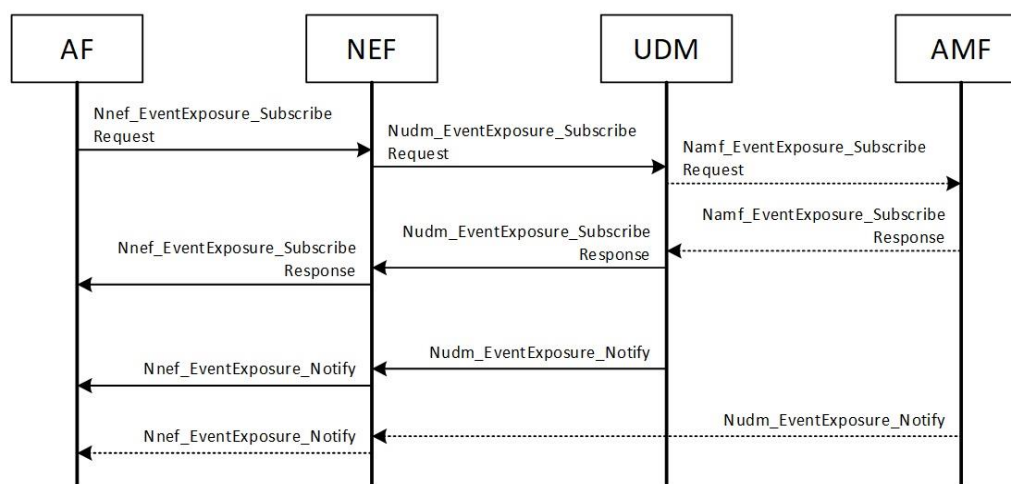 AF
NEF
UDM
AMF
Nnef_EventExposure_Subscribe
Request
Nudm_EventExposure_Subscribe
Request
Namf_EventExposure_Subscribe
Request
Namf_EventExposure_Subscribe
Response
Nudm_EventExposure_Subscribe
Response
Nnef_EventExposure_Subscribe
Response
Nudm_EventExposure_Notify
Nnef_EventExposure_Notify
Nudm_EventExposure_Notify
Nnef_EventExposure_Notify